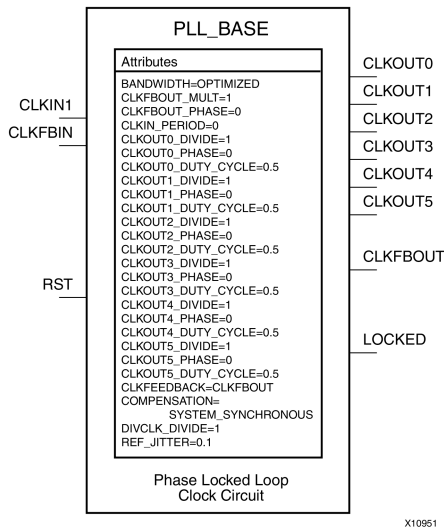 PLL_BASE
Attributes
BANDWIDTH=OPTIMIZED
CLKFBOUT_MULT=1
CLKFBOUT_PHASE=0
CLKIN_PERIOD=0
CLKOUT0_DIVIDE=1
CLKOUT0_PHASE=0
CLKOUT0_DUTY_CYCLE=0.5
CLKOUT1_DIVIDE=1
CLKOUT1_PHASE=0
CLKOUT1_DUTY_CYCLE=0.5
CLKOUT2_DIVIDE=1
CLKOUT2_PHASE=0
CLKOUT2_DUTY_CYCLE=0.5
CLKOUT3_DIVIDE=1
CLKOUT3_PHASE=0
CLKOUT3_DUTY_CYCLE=0.5
CLKOUT4_DIVIDE=1
CLKOUT4_PHASE=0
CLKOUT4_DUTY_CYCLE=0.5
CLKOUT5_DIVIDE=1
CLKOUT5_PHASE=0
CLKOUT5_DUTY_CYCLE=0.5
CLKFEEDBACK=CLKFBOUT
COMPENSATION=
SYSTEM_SYNCHRONOUS
DIVCLK_DIVIDE=1
REF_JITTER=0.1
CLKIN1
CLKFBIN
RST
CLKOUT0
CLKOUT1
CLKOUT2
CLKOUT3
CLKOUT4
CLKOUT5
CLKFBOUT
LOCKED
Phase Locked Loop
Clock Circuit
X10951